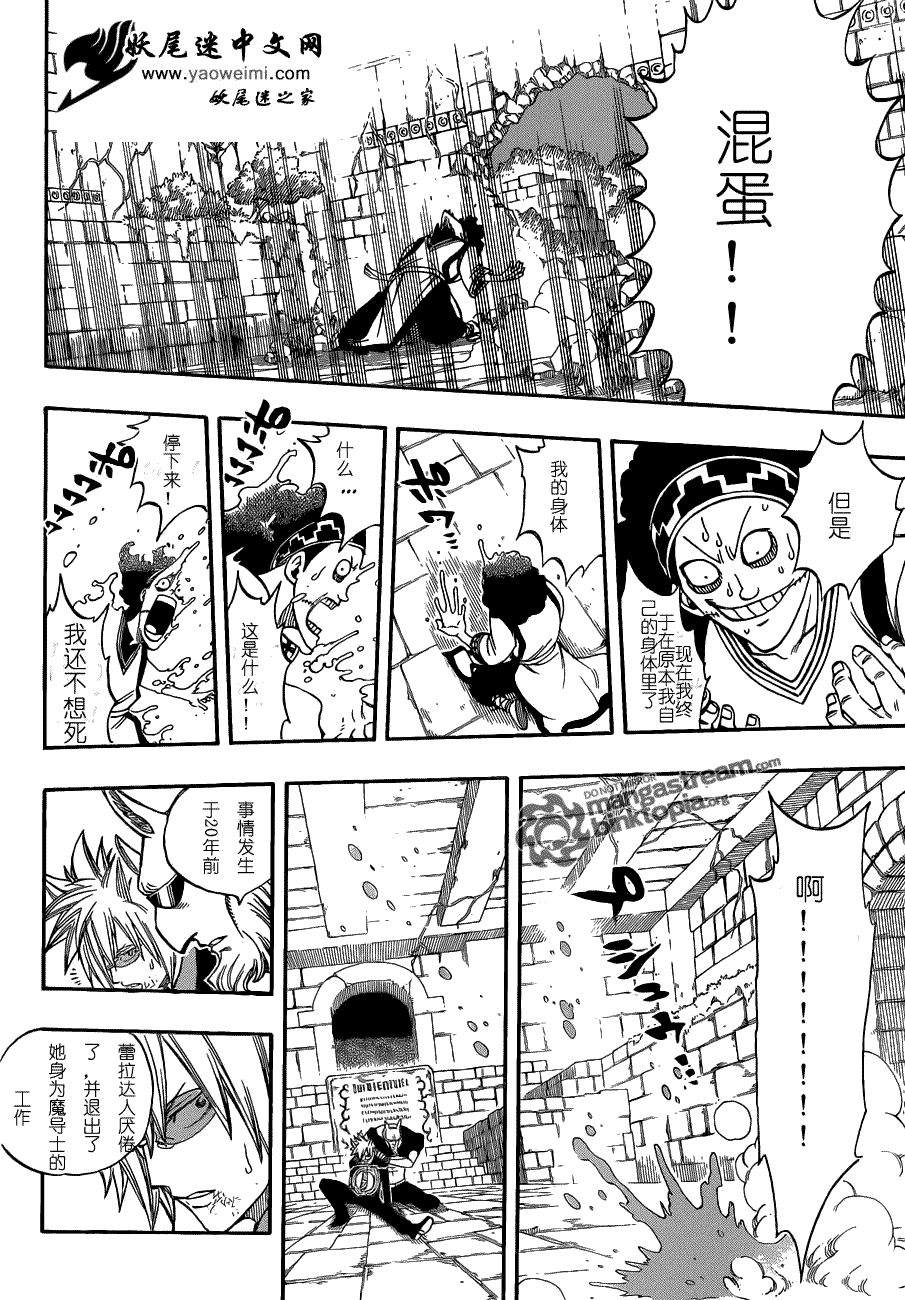 妖尾迷中文网
www.yaoweimi.com
妖尾迷之家
混蛋！！
但是
现在我终
于在原本我自
己的身体里了
我的身体
什么…
这是什么！！
停下来！
我还不想死
DO NOT MIRROR
mangastream.com
binktopia.org
啊！！！！！！！
事情发生
于20年前
蕾拉达人厌倦
了，并退出了
她身为魔导士的
工作